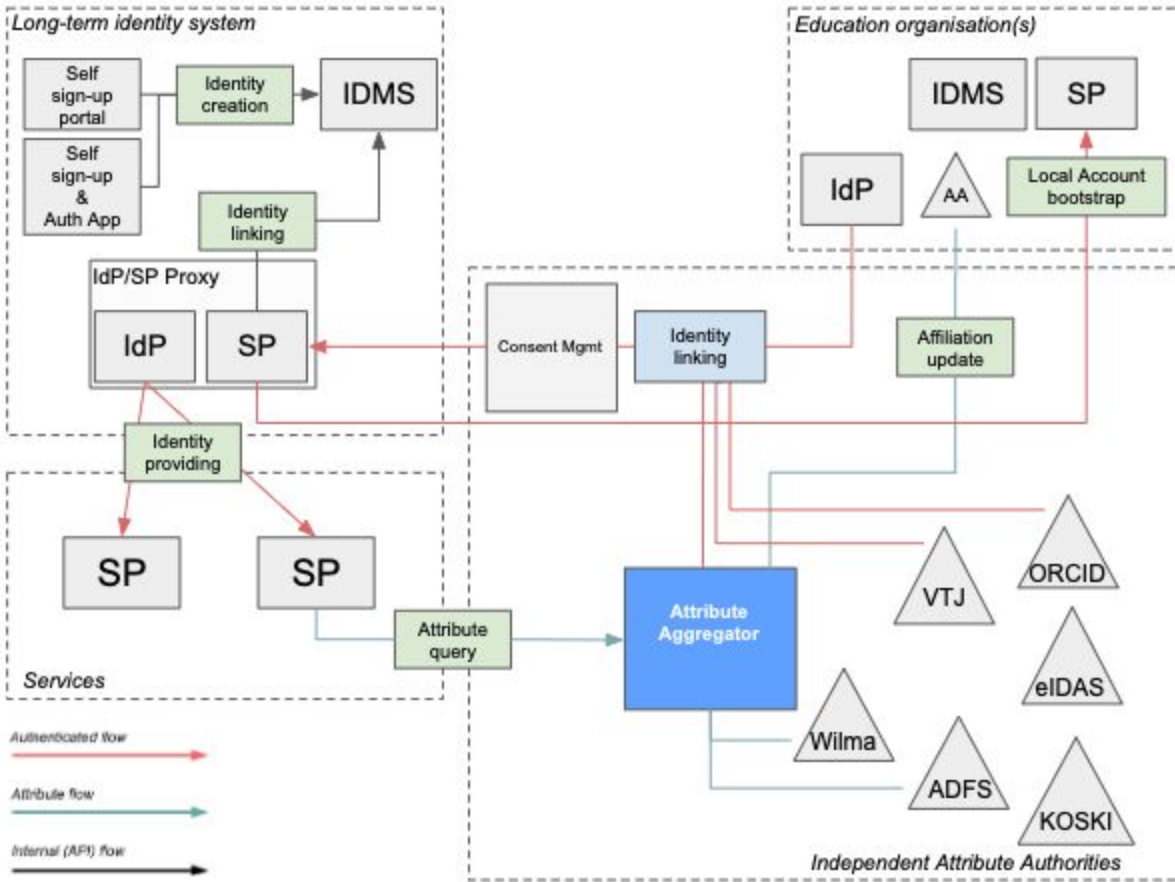 Long-term identity system
Self
sign-up
portal
Identity
creation
IDMS
Self
sign-up
&
Auth App
Identity
linking
IdP/SP Proxy
IdP
SP
Education organisation(s)
IDMS
SP
IdP
AA
Local Account
bootstrap
Consent Mgmt
Identity
linking
Affiliation
update
Identity
providing
SP
SP
Services
Attribute
query
Attribute
Aggregator
ORCID
VTJ
eIDAS
Wilma
ADFS
KOSKI
Independent Attribute Authorities
Authenticated flow
Attribute flow
Internal (API) flow